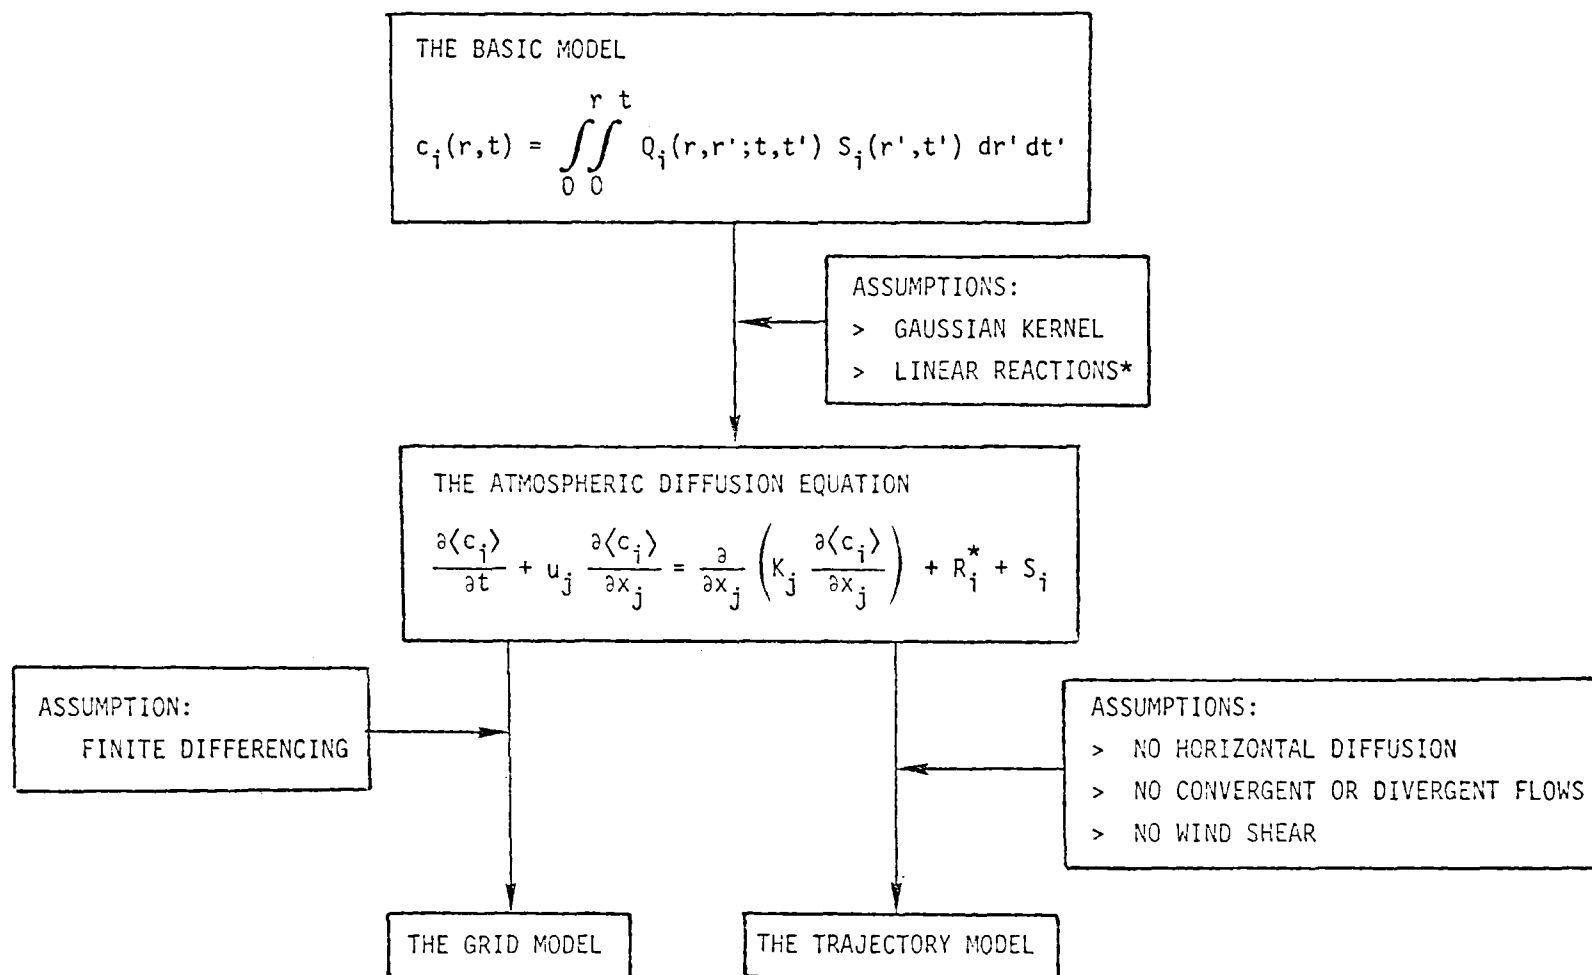 THE BASIC MODEL
c_i(r,t) = ∫_0^r ∫_0^t Q_i(r,r';t,t') S_i(r',t') dr'dt'
ASSUMPTIONS:
> GAUSSIAN KERNEL
> LINEAR REACTIONS*
THE ATMOSPHERIC DIFFUSION EQUATION
∂⟨c_i⟩/∂t + u_j ∂⟨c_i⟩/∂x_j = ∂/∂x_j (K_j ∂⟨c_i⟩/∂x_j) + R_i^* + S_i
ASSUMPTION:
FINITE DIFFERENCING
ASSUMPTIONS:
> NO HORIZONTAL DIFFUSION
> NO CONVERGENT OR DIVERGENT FLOWS
> NO WIND SHEAR
THE GRID MODEL
THE TRAJECTORY MODEL